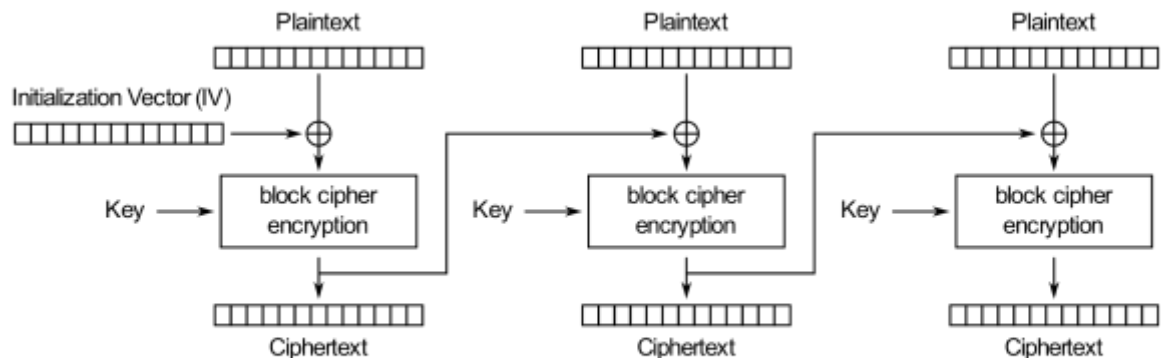 Plaintext
Plaintext
Plaintext
Initialization Vector (IV)
Key
block cipher
encryption
Key
block cipher
encryption
Key
block cipher
encryption
Ciphertext
Ciphertext
Ciphertext